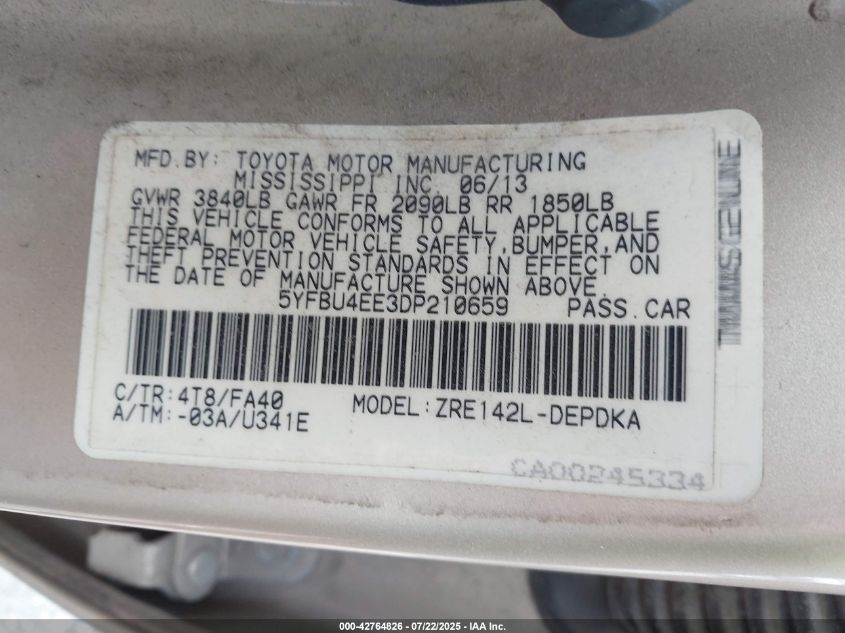 MFD.BY: TOYOTA MOTOR MANUFACTURING
MISSISSIPPI INC. 06/13
GVWR 3840LB GAWR FR 2090LB RR 1850LB
THIS VEHICLE CONFORMS TO ALL APPLICABLE
FEDERAL MOTOR VEHICLE SAFETY,BUMPER,AND
THEFT PREVENTION STANDARDS IN EFFECT ON
THE DATE OF MANUFACTURE SHOWN ABOVE.
5YFBU4EE3DP210659 PASS.CAR
C/TR:4T8/FA40
A/TM:-03A/U341E
MODEL:ZRE142L-DEPDKA
CA00245334
000-42764826 - 07/22/2025 - IAA Inc.